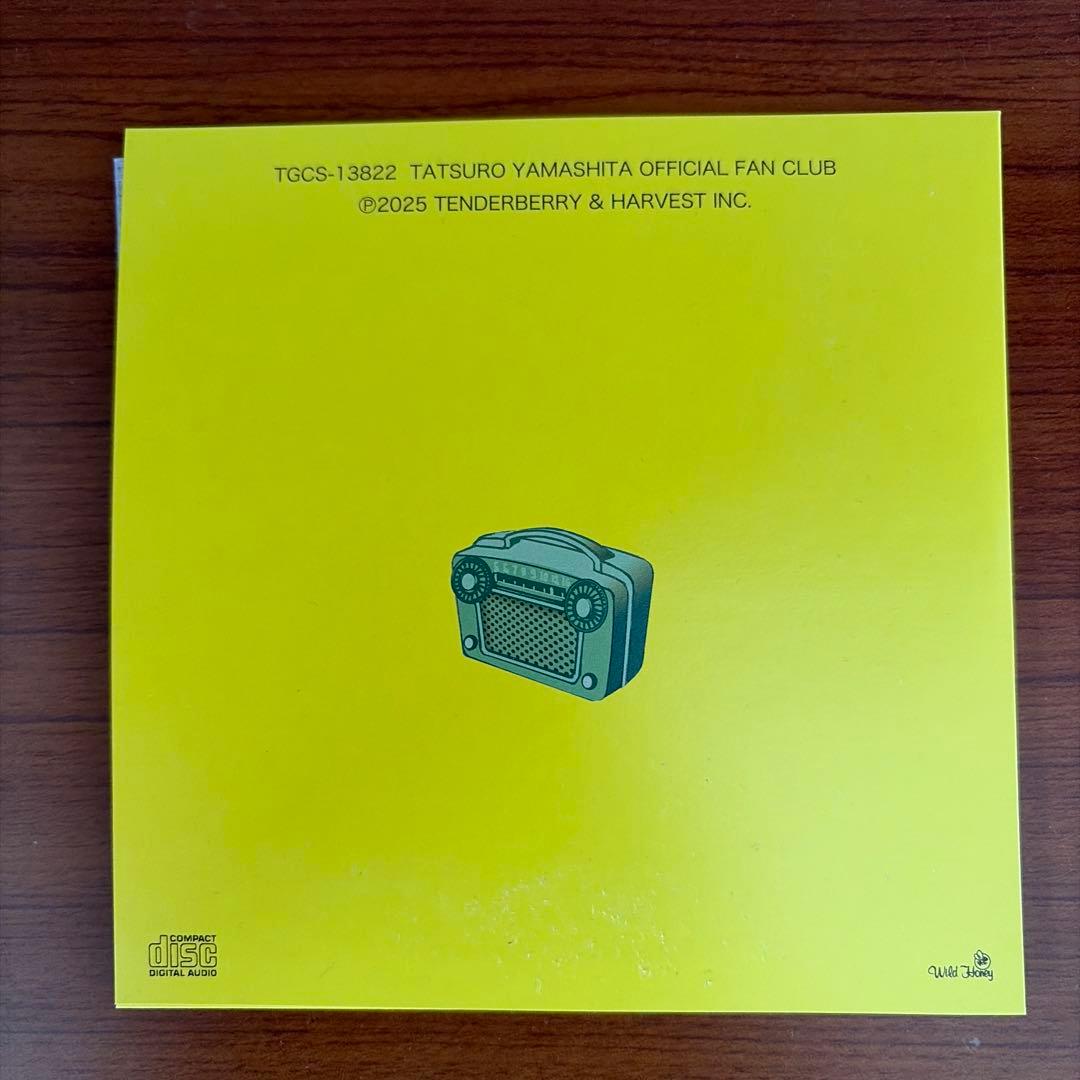 TGCS-13822 TATSURO YAMASHITA OFFICIAL FAN CLUB
℗2025 TENDERBERRY & HARVEST INC.
COMPACT
disc
DIGITAL AUDIO
Wild Honey